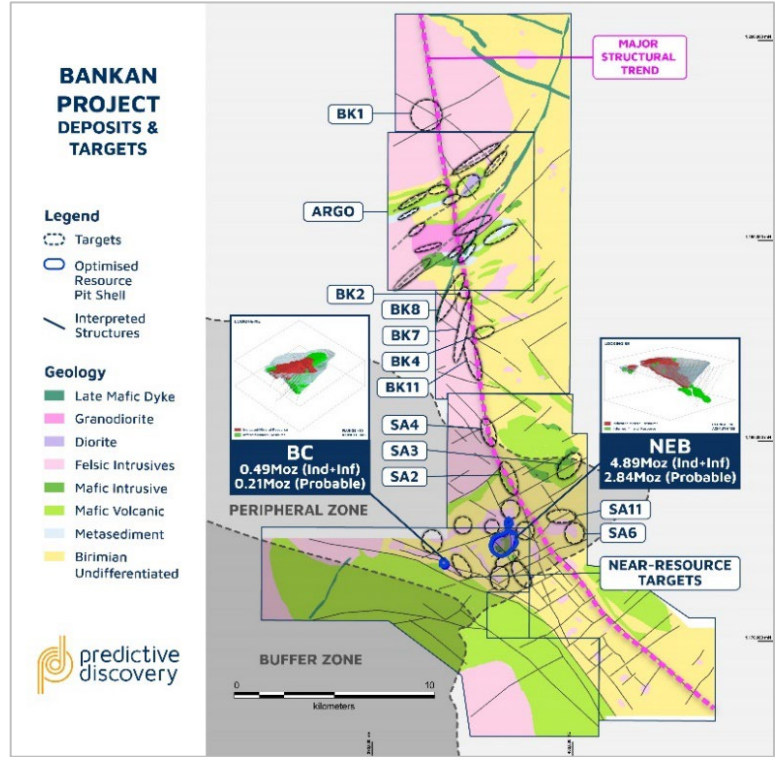 BANKAN
PROJECT
DEPOSITS &
TARGETS
Legend
Targets
Optimised
Resource
Pit Shell
Interpreted
Structures
Geology
Late Mafic Dyke
Granodiorite
Diorite
Felsic Intrusives
Mafic Intrusive
Mafic Volcanic
Metasediment
Birimian
Undifferentiated
predictive
discovery
MAJOR
STRUCTURAL
TREND
BK1
ARGO
BK2
BK8
BK7
BK4
BK11
SA4
SA3
SA2
BC
0.49Moz (Ind+Inf)
0.21Moz (Probable)
NEB
4.89Moz (Ind+Inf)
2.84Moz (Probable)
SA11
SA6
NEAR-RESOURCE
TARGETS
PERIPHERAL ZONE
BUFFER ZONE
0 10
kilometers